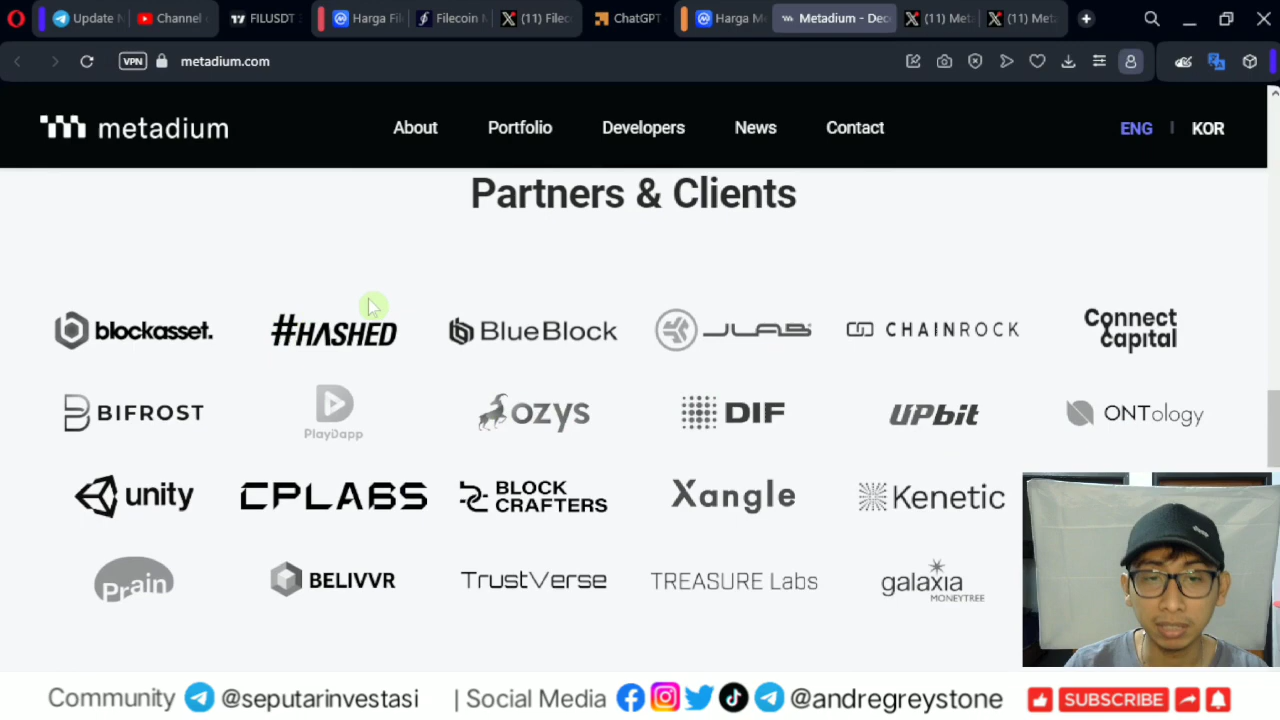 Update N
Channel
FILUSDT
Harga Fil
Filecoin N
(11) Filec
ChatGPT
Harga Me
Metadium - Dec
(11) Meta
(11) Meta
VPN
metadium.com
metadium
About
Portfolio
Developers
News
Contact
ENG | KOR
Partners & Clients
blockasset.
#HASHED
BlueBlock
JLAB
CHAINROCK
Connect
capital
BIFROST
PlayDapp
ozys
DIF
UPbit
ONTology
unity
CPLABS
BLOCK
CRAFTERS
Xangle
Kenetic
Prain
BELIVVR
TrustVerse
TREASURE Labs
galaxia
MONEYTREE
Community @seputarinvestasi | Social Media @andregreystone SUBSCRIBE